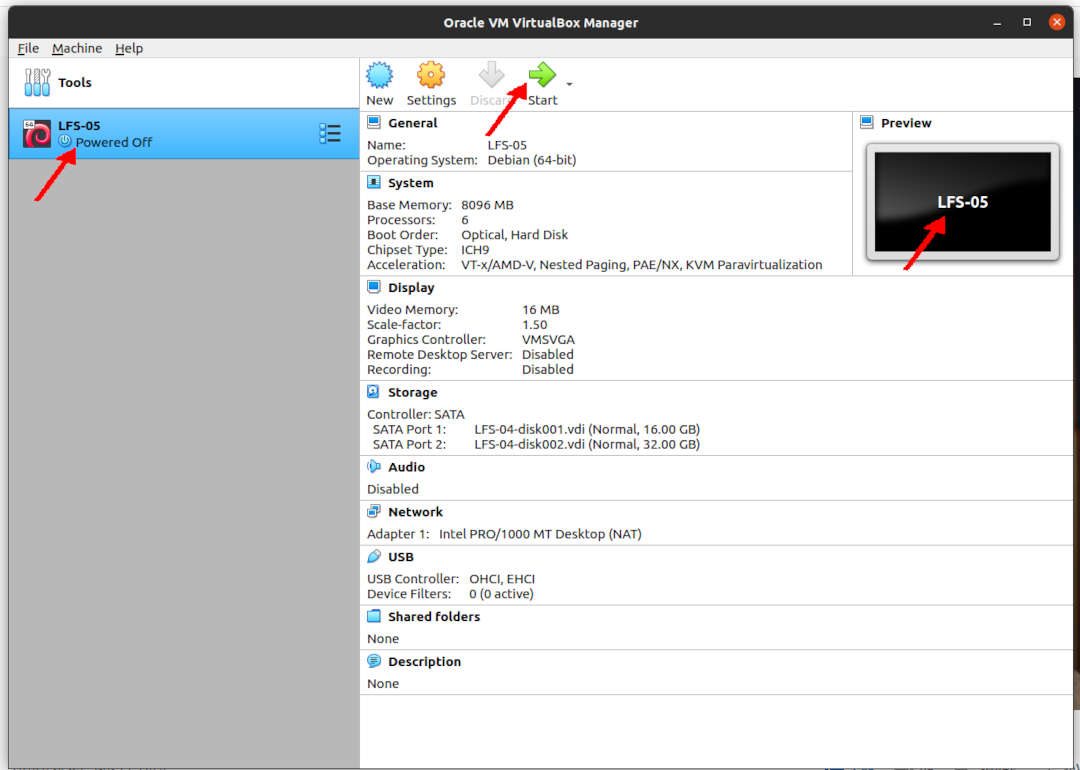 Oracle VM VirtualBox Manager
File Machine Help
Tools
New Settings Discard Start
LFS-05
Powered Off
General
Name: LFS-05
Operating System: Debian (64-bit)
Preview
LFS-05
System
Base Memory: 8096 MB
Processors: 6
Boot Order: Optical, Hard Disk
Chipset Type: ICH9
Acceleration: VT-x/AMD-V, Nested Paging, PAE/NX, KVM Paravirtualization
Display
Video Memory: 16 MB
Scale-factor: 1.50
Graphics Controller: VMSVGA
Remote Desktop Server: Disabled
Recording: Disabled
Storage
Controller: SATA
SATA Port 1: LFS-04-disk001.vdi (Normal, 16.00 GB)
SATA Port 2: LFS-04-disk002.vdi (Normal, 32.00 GB)
Audio
Disabled
Network
Adapter 1: Intel PRO/1000 MT Desktop (NAT)
USB
USB Controller: OHCI, EHCI
Device Filters: 0 (0 active)
Shared folders
None
Description
None